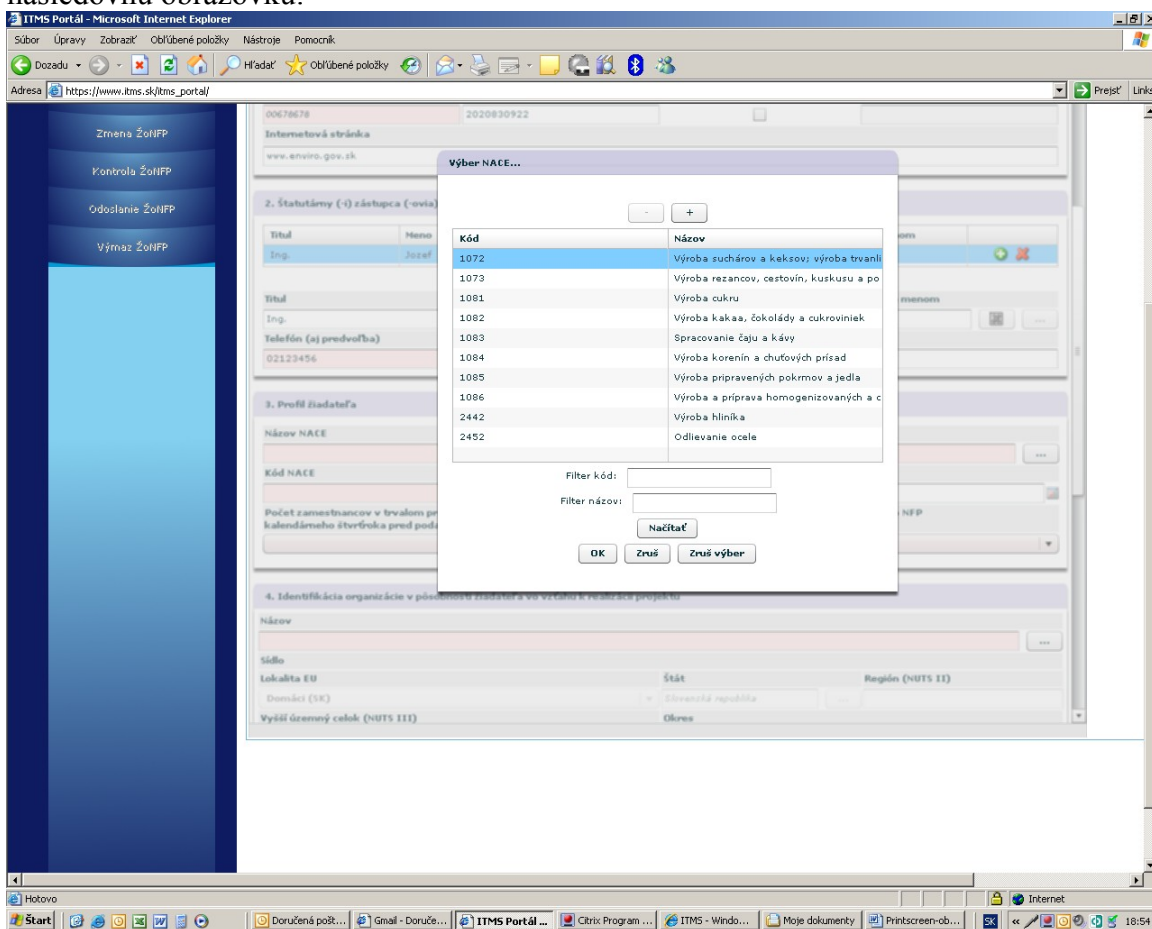 následovnú obrazovku:
ITMS Portál - Microsoft Internet Explorer
Súbor Úpravy Zobraziť Obľúbené položky Nástroje Pomocník
Dozadu Hľadať Obľúbené položky
Adresa https://www.itms.sk/itms_portal/ Prejsť Links
Zmena ŽoNFP
Kontrola ŽoNFP
Odoslanie ŽoNFP
Výmaz ŽoNFP
00678678 2020830922
Internetová stránka
www.enviro.gov.sk
2. Štatutárny (-i) zástupca (-ovia)
Titul Meno
Ing. Jozef
Titul menom
Ing. ...
Telefón (aj predvoľba)
02123456
3. Profil žiadateľa
Názov NACE
...
Kód NACE
Počet zamestnancov v trvalom pr NFP
kalendárneho štvrťroka pred poda
Výber NACE...
- +
Kód Názov
1072 Výroba suchárov a keksov; výroba trvanli
1073 Výroba rezancov, cestovín, kuskusu a po
1081 Výroba cukru
1082 Výroba kakaa, čokolády a cukroviniek
1083 Spracovanie čaju a kávy
1084 Výroba korenín a chuťových prísad
1085 Výroba pripravených pokrmov a jedla
1086 Výroba a príprava homogenizovaných a c
2442 Výroba hliníka
2452 Odlievanie ocele
Filter kód:
Filter názov:
Načítať
OK Zruš Zruš výber
4. Identifikácia organizácie v pôsobnosti žiadateľa vo vzťahu k realizácii projektu
Názov
...
Sídlo
Lokalita EU Štát Región (NUTS II)
Domáci (SK) Slovenská republika ...
Vyšší územný celok (NUTS III) Okres
Hotovo Internet
Štart Doručená pošt... Gmail - Doruče... ITMS Portál ... Citrix Program ... ITMS - Windo... Moje dokumenty Printscreen-ob... SK « 18:54